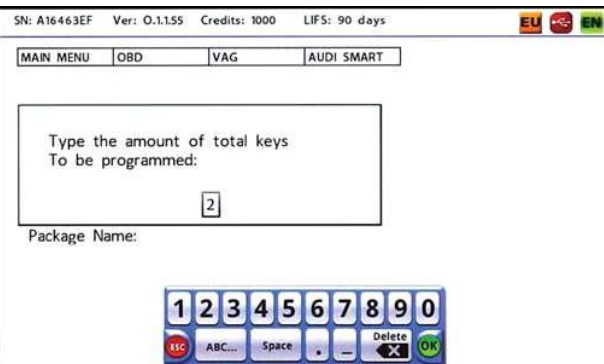 SN: A16463EF Ver: O.1.1.55 Credits: 1000 LIFS: 90 days EU EN
MAIN MENU OBD VAG AUDI SMART
Type the amount of total keys
To be programmed:
2
Package Name:
1 2 3 4 5 6 7 8 9 0
ESC ABC... Space . _ Delete OK